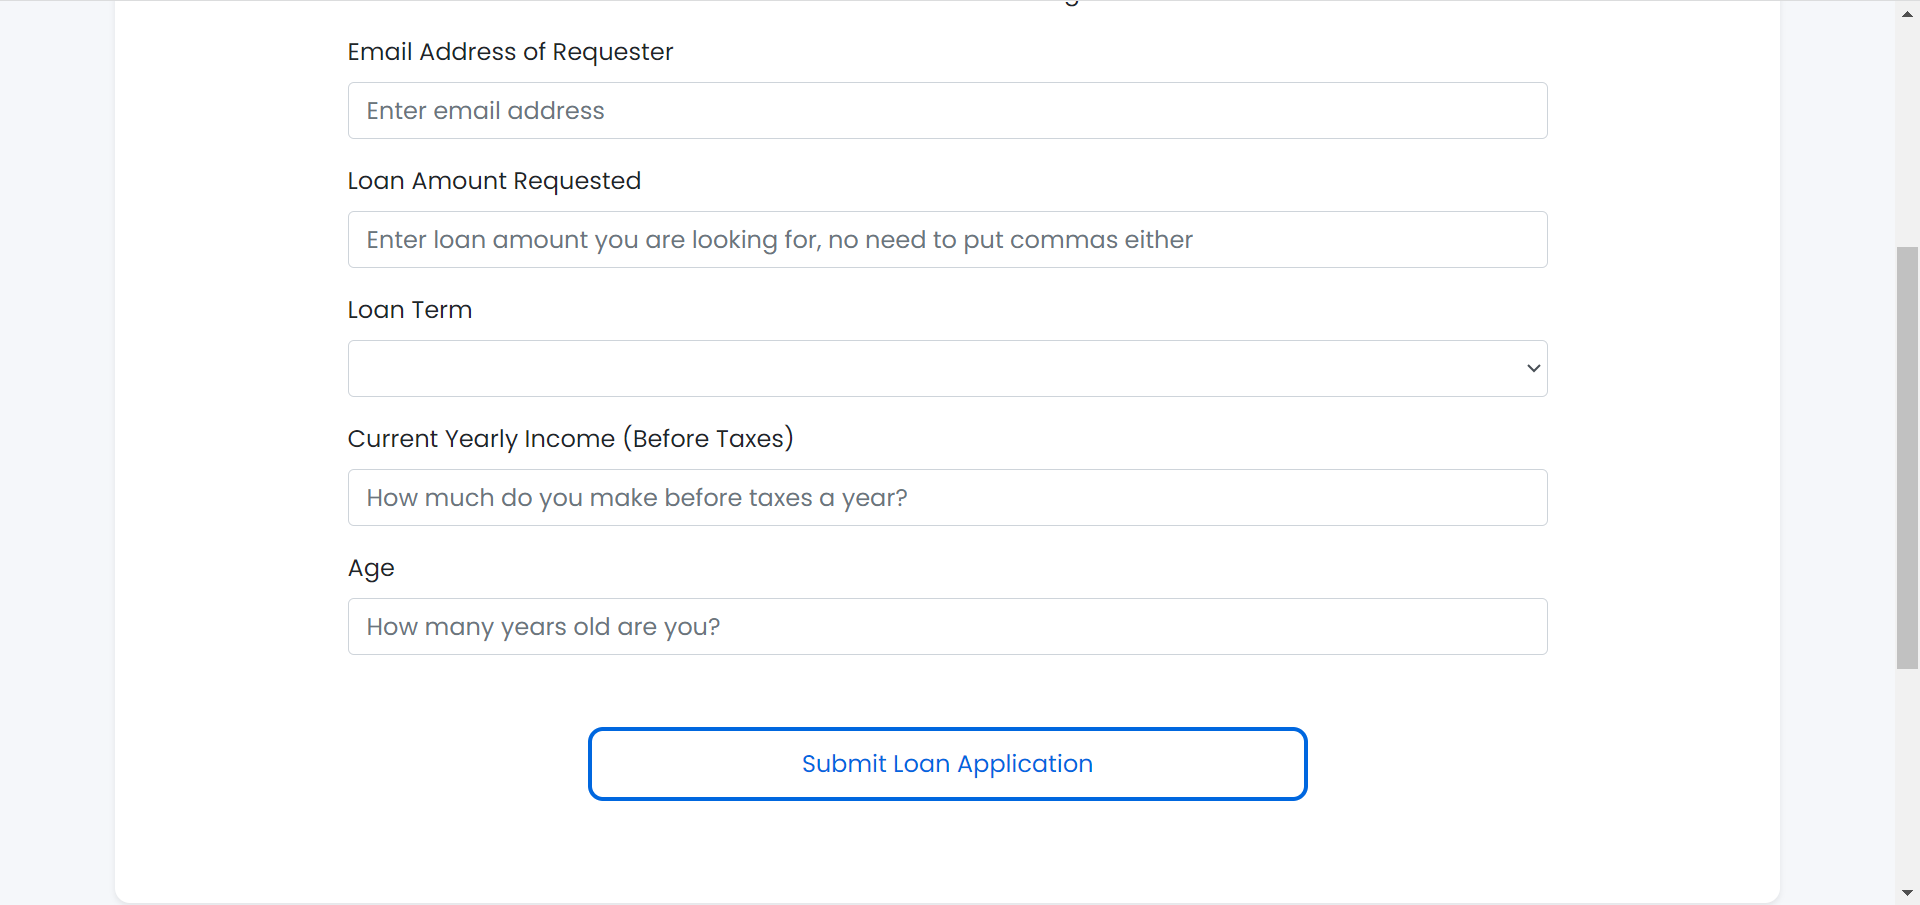 Email Address of Requester
Enter email address
Loan Amount Requested
Enter loan amount you are looking for, no need to put commas either
Loan Term
Current Yearly Income (Before Taxes)
How much do you make before taxes a year?
Age
How many years old are you?
Submit Loan Application